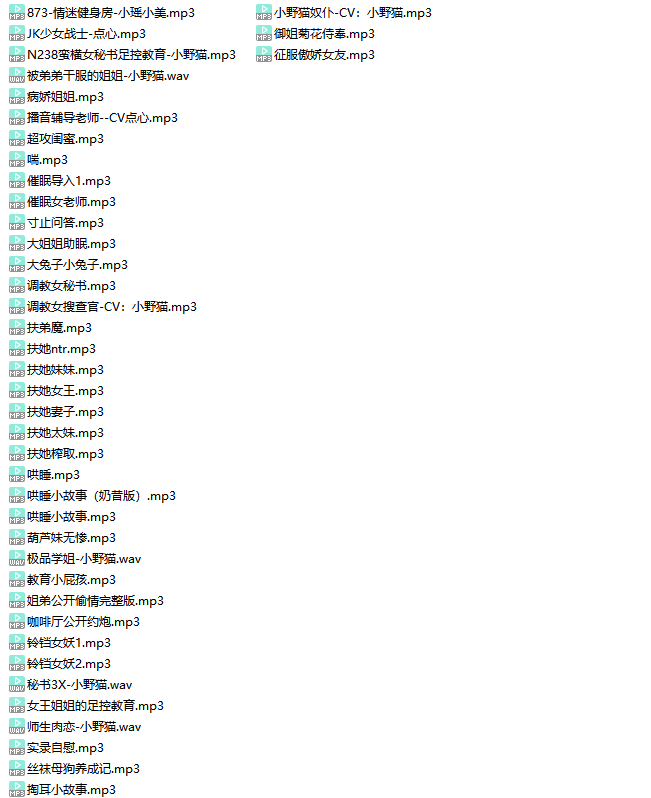 873-情迷健身房-小瑶小美.mp3
JK少女战士-点心.mp3
N238蛮横女秘书足控教育-小野猫.mp3
被弟弟干服的姐姐-小野猫.wav
病娇姐姐.mp3
播音辅导老师--CV点心.mp3
超攻闺蜜.mp3
喘.mp3
催眠导入1.mp3
催眠女老师.mp3
寸止问答.mp3
大姐姐助眠.mp3
大兔子小兔子.mp3
调教女秘书.mp3
调教女搜查官-CV：小野猫.mp3
扶弟魔.mp3
扶她ntr.mp3
扶她妹妹.mp3
扶她女王.mp3
扶她妻子.mp3
扶她太妹.mp3
扶她榨取.mp3
哄睡.mp3
哄睡小故事（奶昔版）.mp3
哄睡小故事.mp3
葫芦妹无惨.mp3
极品学姐-小野猫.wav
教育小屁孩.mp3
姐弟公开偷情完整版.mp3
咖啡厅公开约炮.mp3
铃铛女妖1.mp3
铃铛女妖2.mp3
秘书3X-小野猫.wav
女王姐姐的足控教育.mp3
师生肉恋-小野猫.wav
实录自慰.mp3
丝袜母狗养成记.mp3
掏耳小故事.mp3
小野猫奴仆-CV：小野猫.mp3
御姐菊花侍奉.mp3
征服傲娇女友.mp3